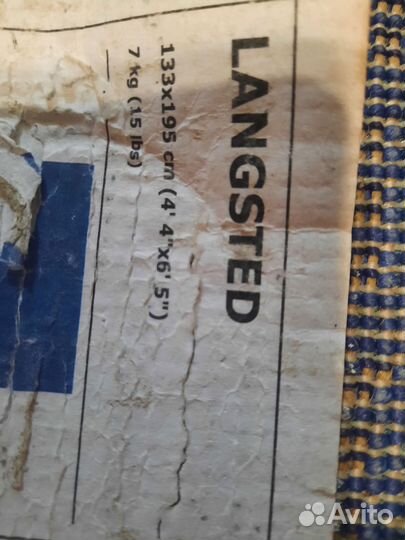 LANGSTED
133x195 cm (4' 4"x6' 5")
7 kg (15 lbs)
Avito